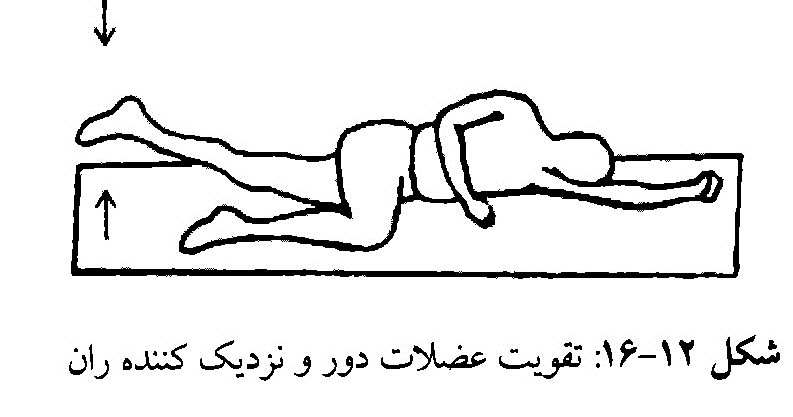 شکل ۱۲–۱۶: تقویت عضلات دور و نزدیک کننده ران